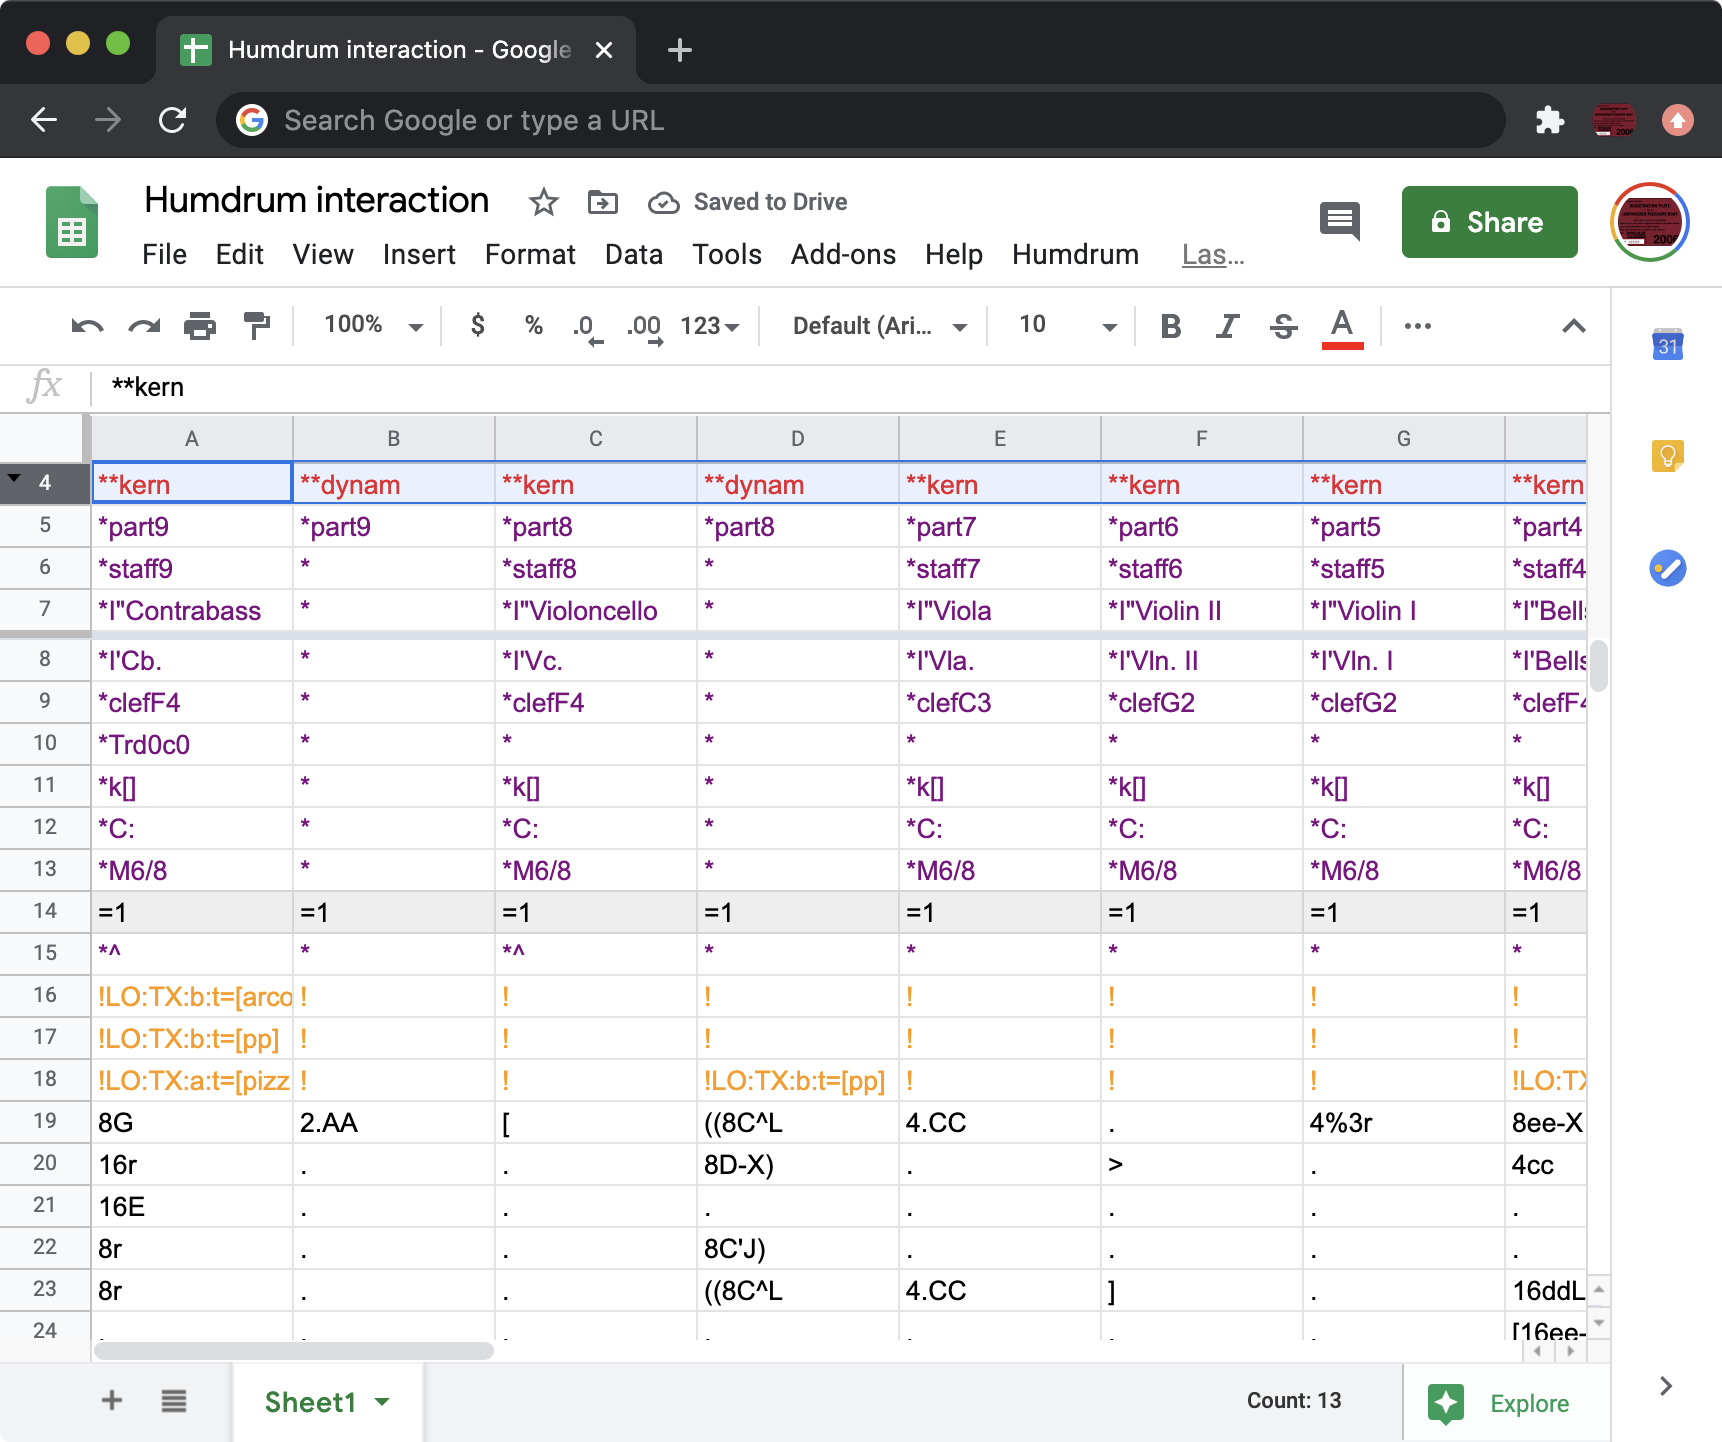 Humdrum interaction - Google
Search Google or type a URL
Humdrum interaction Saved to Drive
File Edit View Insert Format Data Tools Add-ons Help Humdrum Las...
Share
100% $ % .0 .00 123 Default (Ari... 10 B I S A
31
fx **kern
A B C D E F G
4 **kern **dynam **kern **dynam **kern **kern **kern **kern
5 *part9 *part9 *part8 *part8 *part7 *part6 *part5 *part4
6 *staff9 * *staff8 * *staff7 *staff6 *staff5 *staff4
7 *I"Contrabass * *I"Violoncello * *I"Viola *I"Violin II *I"Violin I *I"Bells
8 *I'Cb. * *I'Vc. * *I'Vla. *I'Vln. II *I'Vln. I *I'Bells
9 *clefF4 * *clefF4 * *clefC3 *clefG2 *clefG2 *clefF4
10 *Trd0c0 * * * * * * *
11 *k[] * *k[] * *k[] *k[] *k[] *k[]
12 *C: * *C: * *C: *C: *C: *C:
13 *M6/8 * *M6/8 * *M6/8 *M6/8 *M6/8 *M6/8
14 =1 =1 =1 =1 =1 =1 =1 =1
15 *^ * *^ * * * * *
16 !LO:TX:b:t=[arco ! ! ! ! ! ! !
17 !LO:TX:b:t=[pp] ! ! ! ! ! ! !
18 !LO:TX:a:t=[pizz ! ! !LO:TX:b:t=[pp] ! ! ! !LO:TX
19 8G 2.AA [ ((8C^L 4.CC . 4%3r 8ee-X
20 16r . . 8D-X) . > . 4cc
21 16E . . . . . . .
22 8r . . 8C'J) . . . .
23 8r . . ((8C^L 4.CC ] . 16ddL
24 . . . . . . . [16ee-
Sheet1 Count: 13 Explore